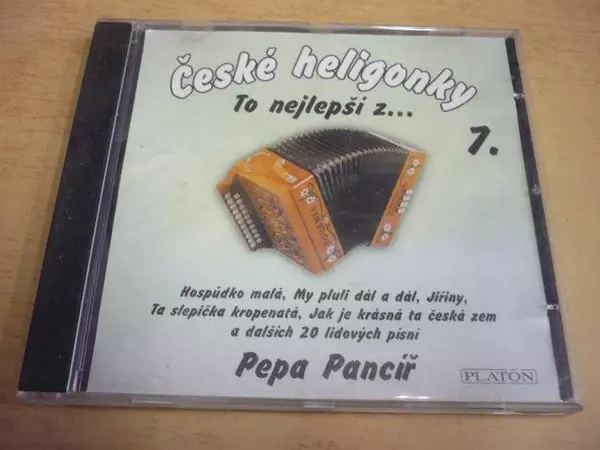 České heligonky
To nejlepší z...
1.
Hospůdko malá, My pluli dál a dál, Jiřiny,
Ta slepička kropenatá, Jak je krásná ta česká zem
a dalších 20 lidových písní
Pepa Pancíř
PLATÓN